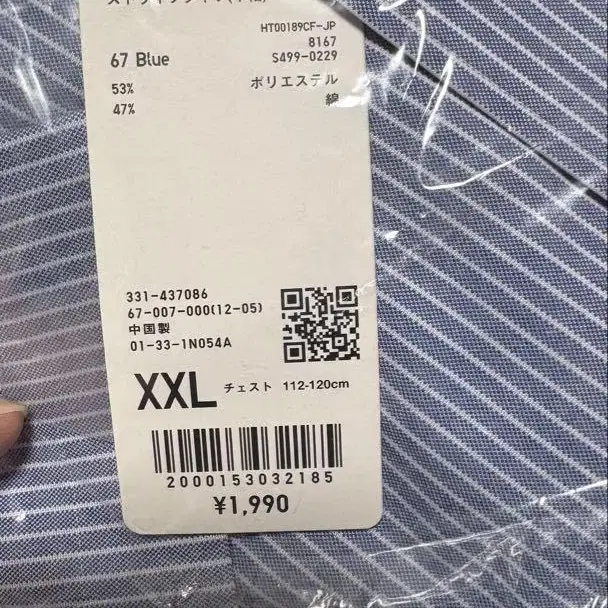 HT00189CF-JP
8167
67 Blue S499-0229
53% ポリエステル
47% 綿
331-437086
67-007-000(12-05)
中国製
01-33-1N054A
XXL チェスト 112-120cm
2000153032185
¥1,990